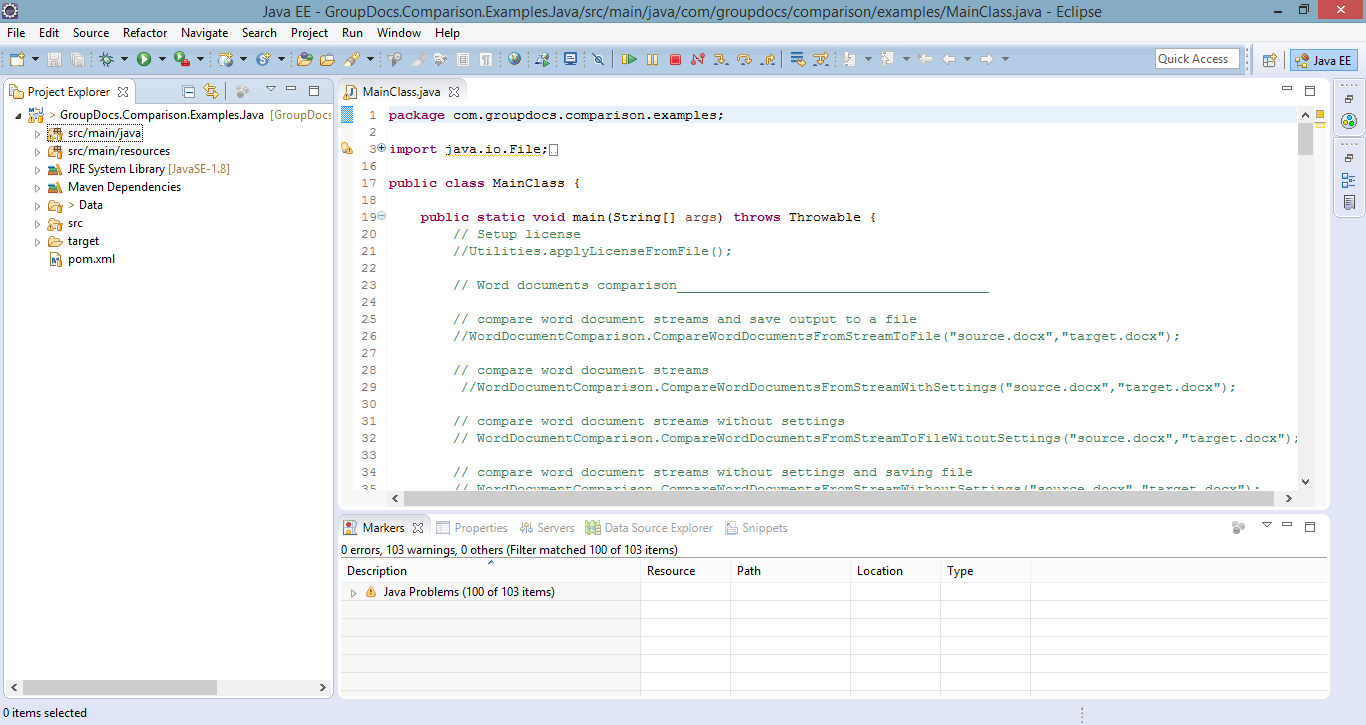 Java EE - GroupDocs.Comparison.Examples.Java/src/main/java/com/groupdocs/comparison/examples/MainClass.java - Eclipse
File Edit Source Refactor Navigate Search Project Run Window Help
Quick Access
Java EE
Project Explorer
> GroupDocs.Comparison.Examples.Java [GroupDocs
src/main/java
src/main/resources
JRE System Library [JavaSE-1.8]
Maven Dependencies
> Data
src
target
pom.xml
MainClass.java
1 package com.groupdocs.comparison.examples;
2
3 import java.io.File;
16
17 public class MainClass {
18
19 public static void main(String[] args) throws Throwable {
20 // Setup license
21 //Utilities.applyLicenseFromFile();
22
23 // Word documents comparison_______________________________________
24
25 // compare word document streams and save output to a file
26 //WordDocumentComparison.CompareWordDocumentsFromStreamToFile("source.docx","target.docx");
27
28 // compare word document streams
29 //WordDocumentComparison.CompareWordDocumentsFromStreamWithSettings("source.docx","target.docx");
30
31 // compare word document streams without settings
32 // WordDocumentComparison.CompareWordDocumentsFromStreamToFileWitoutSettings("source.docx","target.docx");
33
34 // compare word document streams without settings and saving file
35 // WordDocumentComparison.CompareWordDocumentsFromStreamWithoutSettings("source.docx","target.docx");
Markers Properties Servers Data Source Explorer Snippets
0 errors, 103 warnings, 0 others (Filter matched 100 of 103 items)
Description Resource Path Location Type
Java Problems (100 of 103 items)
0 items selected